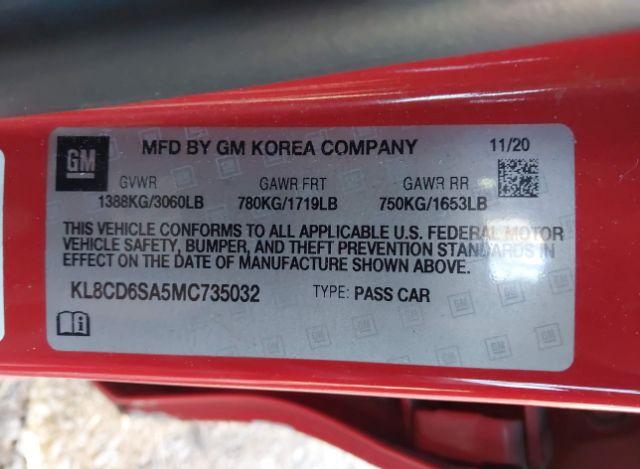 GM MFD BY GM KOREA COMPANY 11/20
GVWR GAWR FRT GAWR RR
1388KG/3060LB 780KG/1719LB 750KG/1653LB
THIS VEHICLE CONFORMS TO ALL APPLICABLE U.S. FEDERAL MOTOR
VEHICLE SAFETY, BUMPER, AND THEFT PREVENTION STANDARDS IN
EFFECT ON THE DATE OF MANUFACTURE SHOWN ABOVE.
KL8CD6SA5MC735032 TYPE: PASS CAR